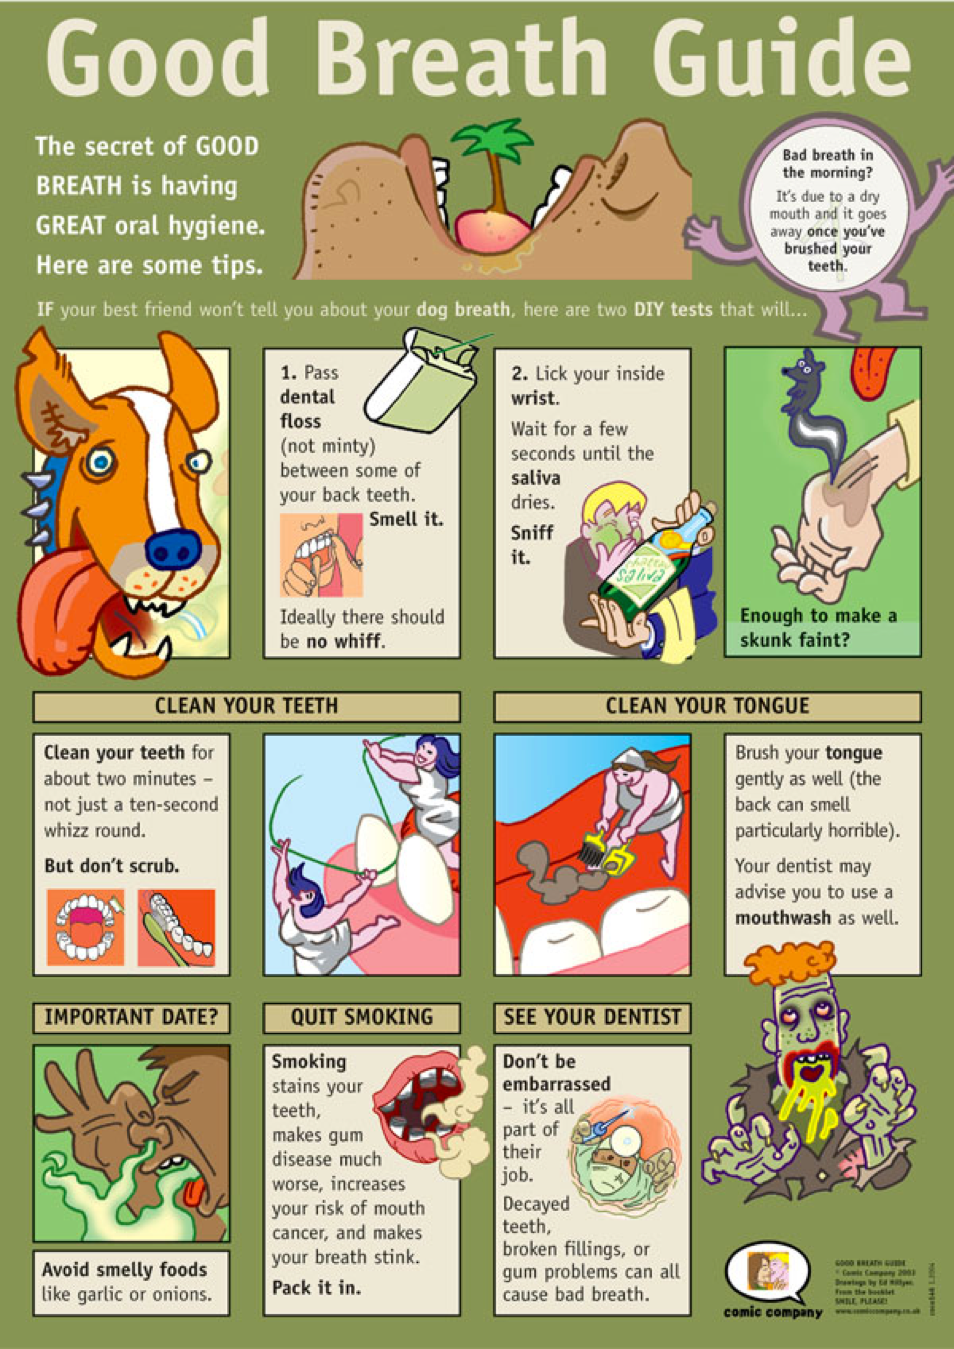 Good Breath Guide
The secret of GOOD
BREATH is having
GREAT oral hygiene.
Here are some tips.
Bad breath in
the morning?
It's due to a dry
mouth and it goes
away once you've
brushed your
teeth.
IF your best friend won't tell you about your dog breath, here are two DIY tests that will...
1. Pass
dental
floss
(not minty)
between some of
your back teeth.
Smell it.
Ideally there should
be no whiff.
2. Lick your inside
wrist.
Wait for a few
seconds until the
saliva
dries.
Sniff
it.
saliva
Enough to make a
skunk faint?
CLEAN YOUR TEETH
Clean your teeth for
about two minutes –
not just a ten-second
whizz round.
But don't scrub.
CLEAN YOUR TONGUE
Brush your tongue
gently as well (the
back can smell
particularly horrible).
Your dentist may
advise you to use a
mouthwash as well.
IMPORTANT DATE?
Avoid smelly foods
like garlic or onions.
QUIT SMOKING
Smoking
stains your
teeth,
makes gum
disease much
worse, increases
your risk of mouth
cancer, and makes
your breath stink.
Pack it in.
SEE YOUR DENTIST
Don't be
embarrassed
– it's all
part of
their
job.
Decayed
teeth,
broken fillings, or
gum problems can all
cause bad breath.
comic company
GOOD BREATH GUIDE
© Comic Company 2003
Drawings by Ed Hillyer.
From the booklet
SMILE, PLEASE!
www.comiccompany.co.uk